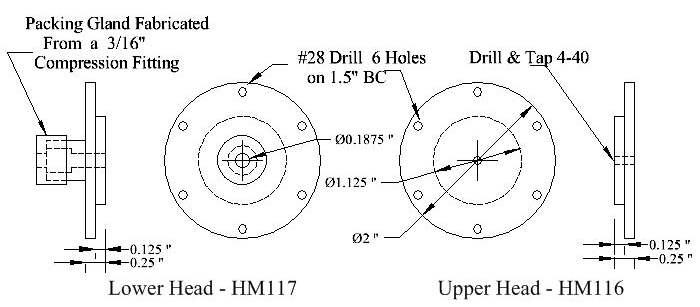 Packing Gland Fabricated
From a 3/16"
Compression Fitting
#28 Drill 6 Holes
on 1.5" BC
Drill & Tap 4-40
Ø0.1875 "
Ø1.125 "
Ø2 "
0.125 "
0.25 "
0.125 "
0.25 "
Lower Head - HM117
Upper Head - HM116